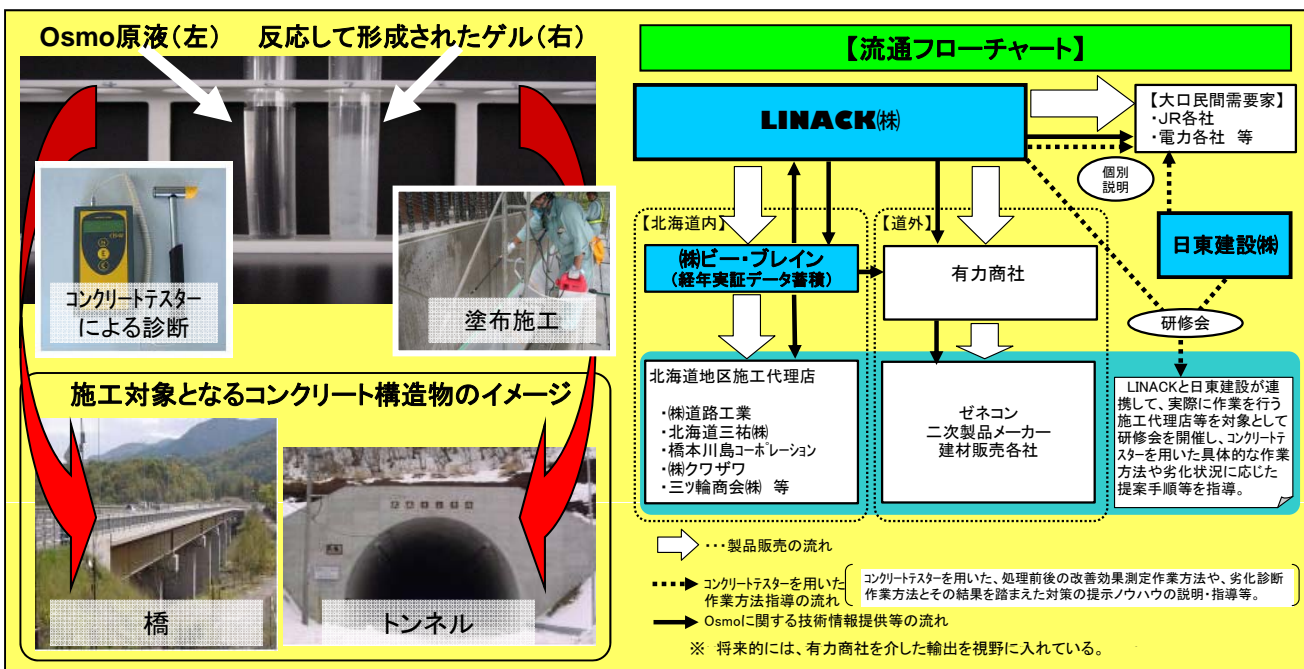 Osmo原液(左) 反応して形成されたゲル(右)
コンクリートテスター
による診断
塗布施工
施工対象となるコンクリート構造物のイメージ
橋
トンネル
【流通フローチャート】
LINACK㈱
【大口民間需要家】
・JR各社
・電力各社 等
個別
説明
【北海道内】
【道外】
㈱ビー・ブレイン
(経年実証データ蓄積)
有力商社
日東建設㈱
研修会
北海道地区施工代理店
・㈱道路工業
・北海道三祐㈱
・橋本川島コーポレーション
・㈱クワザワ
・三ツ輪商会㈱ 等
ゼネコン
二次製品メーカー
建材販売各社
LINACKと日東建設が連
携して、実際に作業を行う
施工代理店等を対象として
研修会を開催し、コンクリートテ
スターを用いた具体的な作業
方法や劣化状況に応じた
提案手順等を指導。
・・・製品販売の流れ
コンクリートテスターを用いた
作業方法指導の流れ
コンクリートテスターを用いた、処理前後の改善効果測定作業方法や、劣化診断
作業方法とその結果を踏まえた対策の提示ノウハウの説明・指導等。
Osmoに関する技術情報提供等の流れ
※ 将来的には、有力商社を介した輸出を視野に入れている。